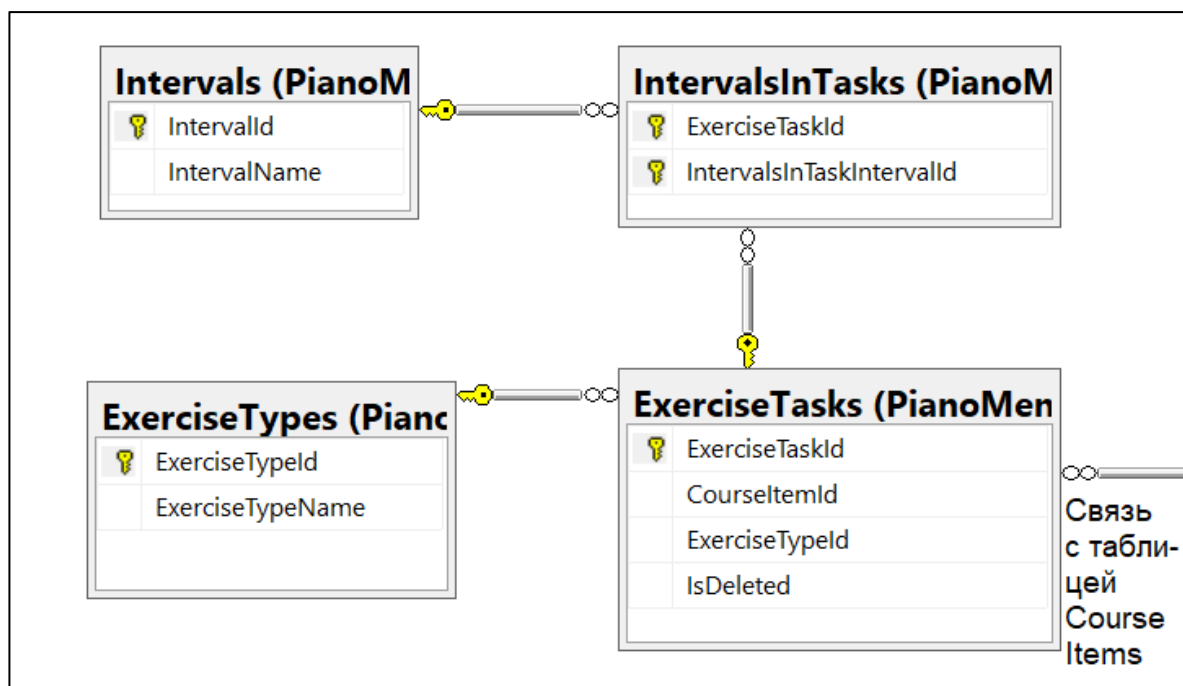 Intervals (PianoM
IntervalId
IntervalName
IntervalsInTasks (PianoM
ExerciseTaskId
IntervalsInTaskIntervalId
ExerciseTypes (Pianc
ExerciseTypeId
ExerciseTypeName
ExerciseTasks (PianoMen
ExerciseTaskId
CourseItemId
ExerciseTypeId
IsDeleted
Связь
с табли-
цей
Course
Items